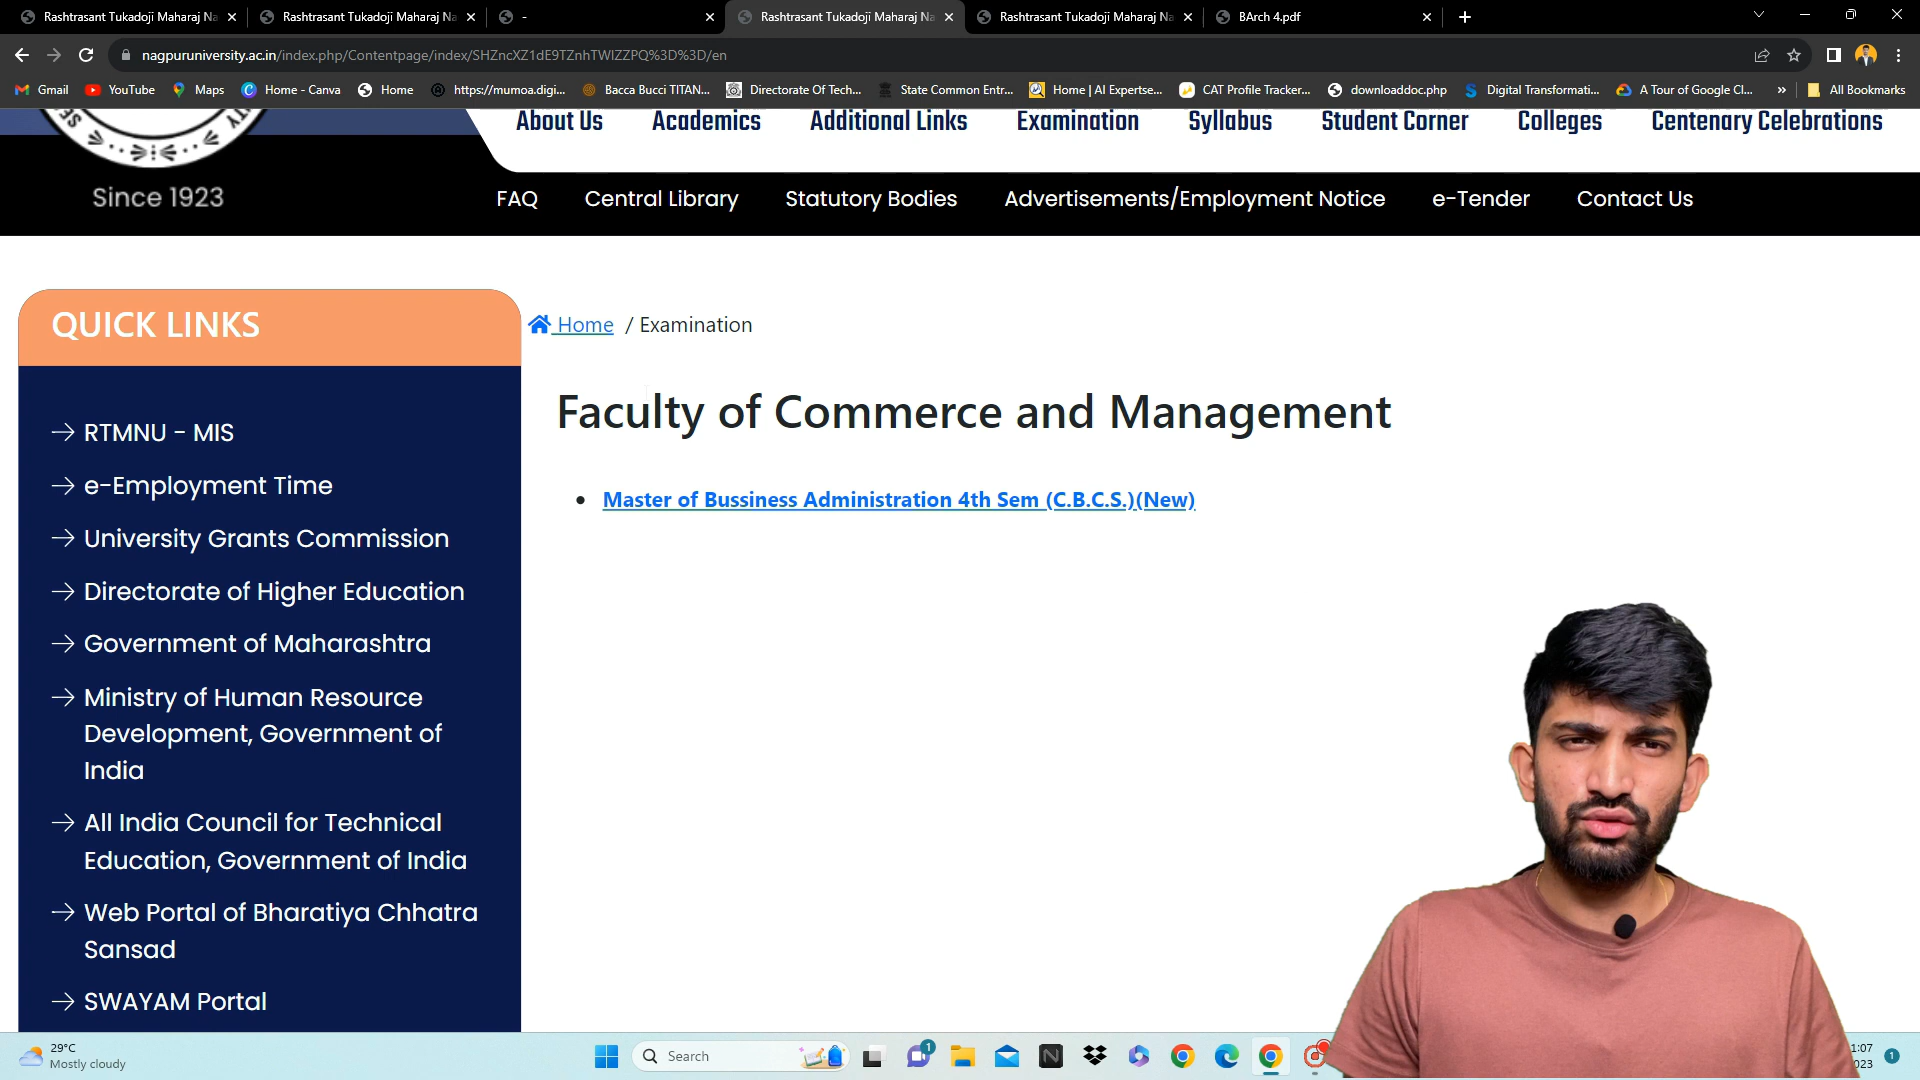 Rashtrasant Tukadoji Maharaj Na
Rashtrasant Tukadoji Maharaj Na
-
Rashtrasant Tukadoji Maharaj Na
Rashtrasant Tukadoji Maharaj Na
BArch 4.pdf
nagpuruniversity.ac.in/index.php/Contentpage/index/SHZncXZ1dE9TZnhTWlZZPQ%3D%3D/en
Gmail
YouTube
Maps
Home - Canva
Home
https://mumoa.digi...
Bacca Bucci TITAN...
Directorate Of Tech...
State Common Entr...
Home | AI Expertse...
CAT Profile Tracker...
downloaddoc.php
Digital Transformati...
A Tour of Google Cl...
»
All Bookmarks
About Us
Academics
Additional Links
Examination
Syllabus
Student Corner
Colleges
Centenary Celebrations
Since 1923
FAQ
Central Library
Statutory Bodies
Advertisements/Employment Notice
e-Tender
Contact Us
QUICK LINKS
RTMNU - MIS
e-Employment Time
University Grants Commission
Directorate of Higher Education
Government of Maharashtra
Ministry of Human Resource
Development, Government of
India
All India Council for Technical
Education, Government of India
Web Portal of Bharatiya Chhatra
Sansad
SWAYAM Portal
Home / Examination
Faculty of Commerce and Management
• Master of Bussiness Administration 4th Sem (C.B.C.S.)(New)
29°C
Mostly cloudy
Search
1
1:07
023
1